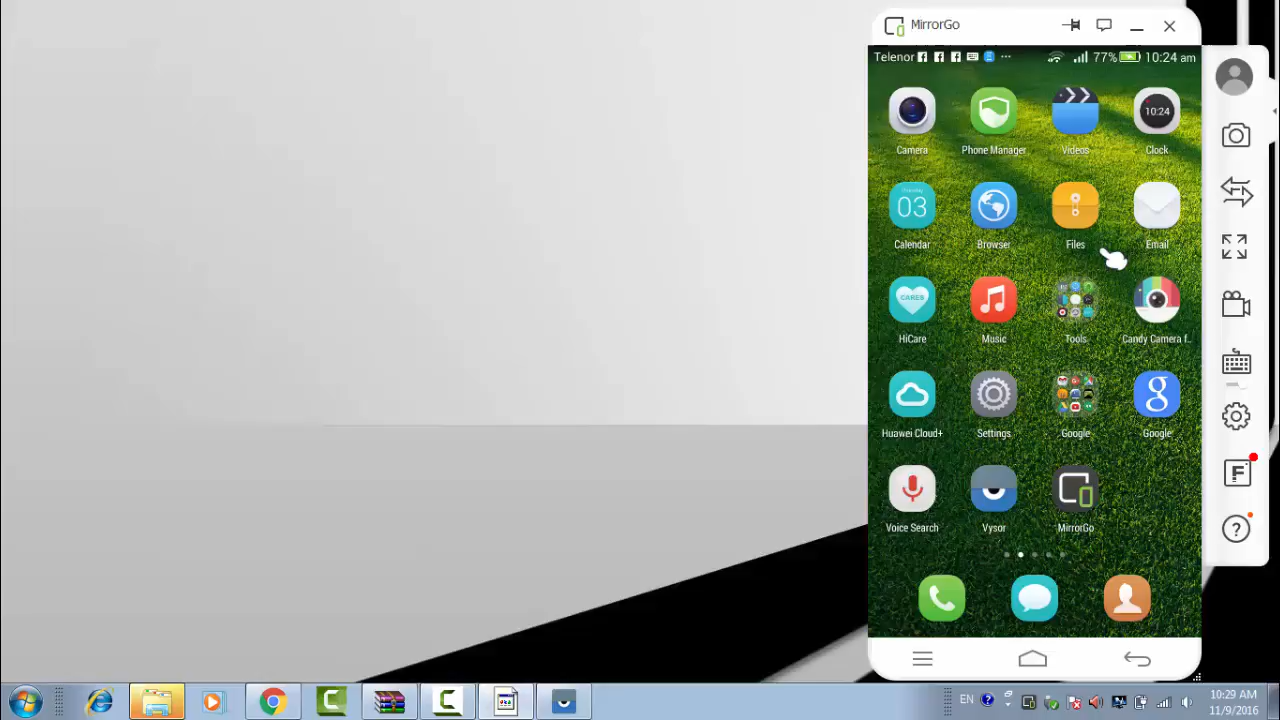 MirrorGo
Telenor 77% 10:24 am
10:24
Camera Phone Manager Videos Clock
03
Calendar Browser Files Email
CARE
HiCare Music Tools Candy Camera f..
Huawei Cloud+ Settings Google Google
Voice Search Vysor MirrorGo
EN
10:29 AM
11/9/2016